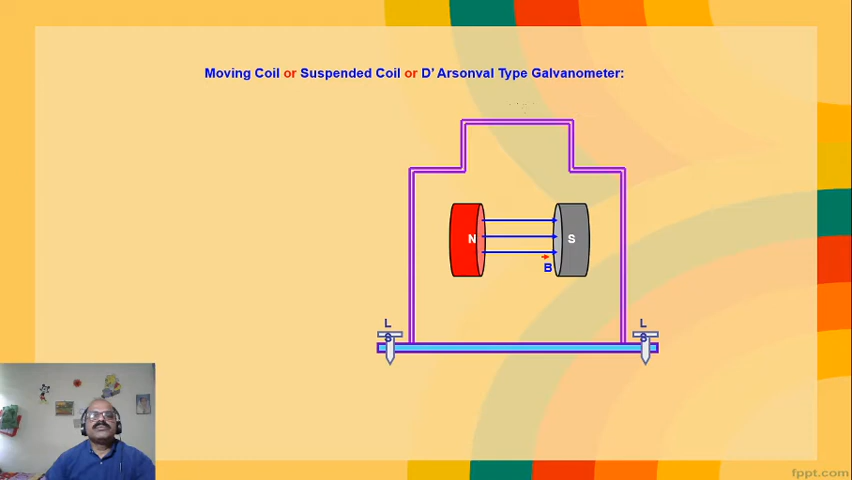 Moving Coil or Suspended Coil or D' Arsonval Type Galvanometer:
N
S
B
L
S
L
S
fppt.com